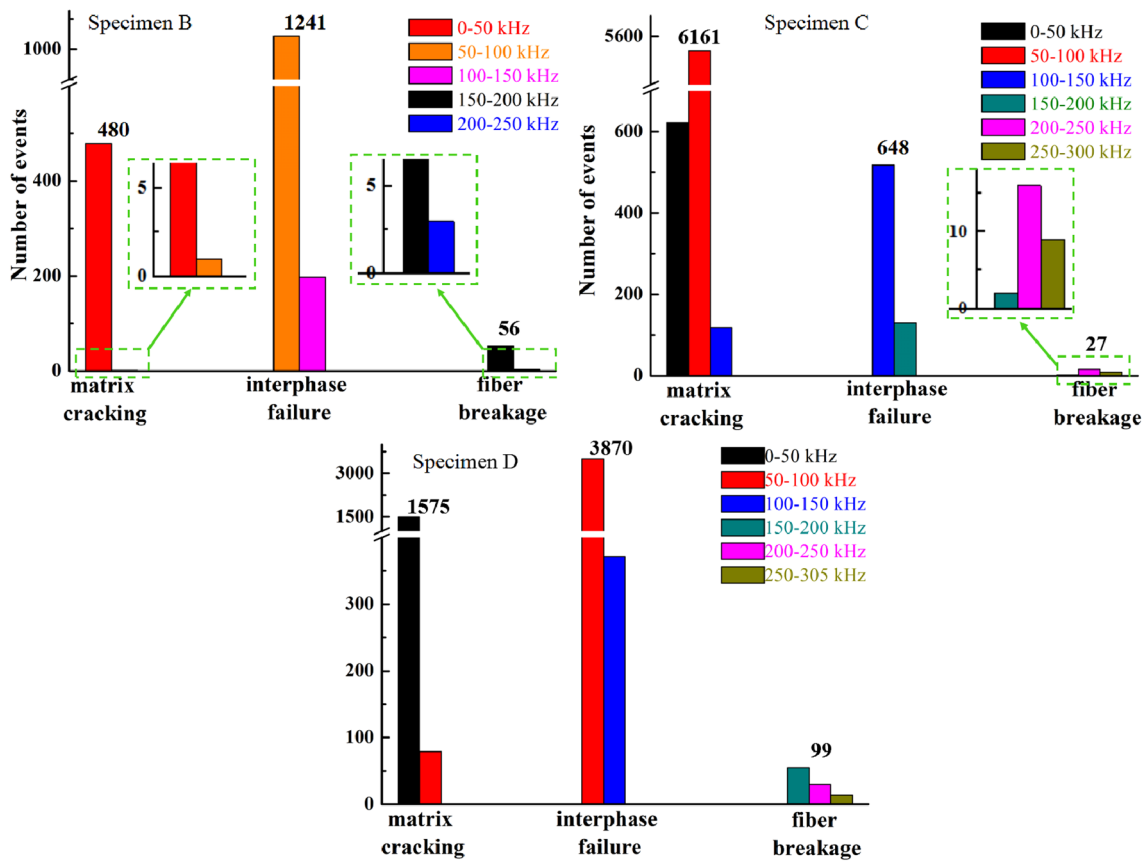 Specimen B
1241
480
56
0-50 kHz
50-100 kHz
100-150 kHz
150-200 kHz
200-250 kHz
Number of events
1000
400
200
0
5
0
5
0
matrix
cracking
interphase
failure
fiber
breakage
Specimen C
6161
648
27
0-50 kHz
50-100 kHz
100-150 kHz
150-200 kHz
200-250 kHz
250-300 kHz
Number of events
5600
600
400
200
0
10
0
matrix
cracking
interphase
failure
fiber
breakage
Specimen D
1575
3870
99
0-50 kHz
50-100 kHz
100-150 kHz
150-200 kHz
200-250 kHz
250-305 kHz
Number of events
3000
1500
300
200
100
0
matrix
cracking
interphase
failure
fiber
breakage